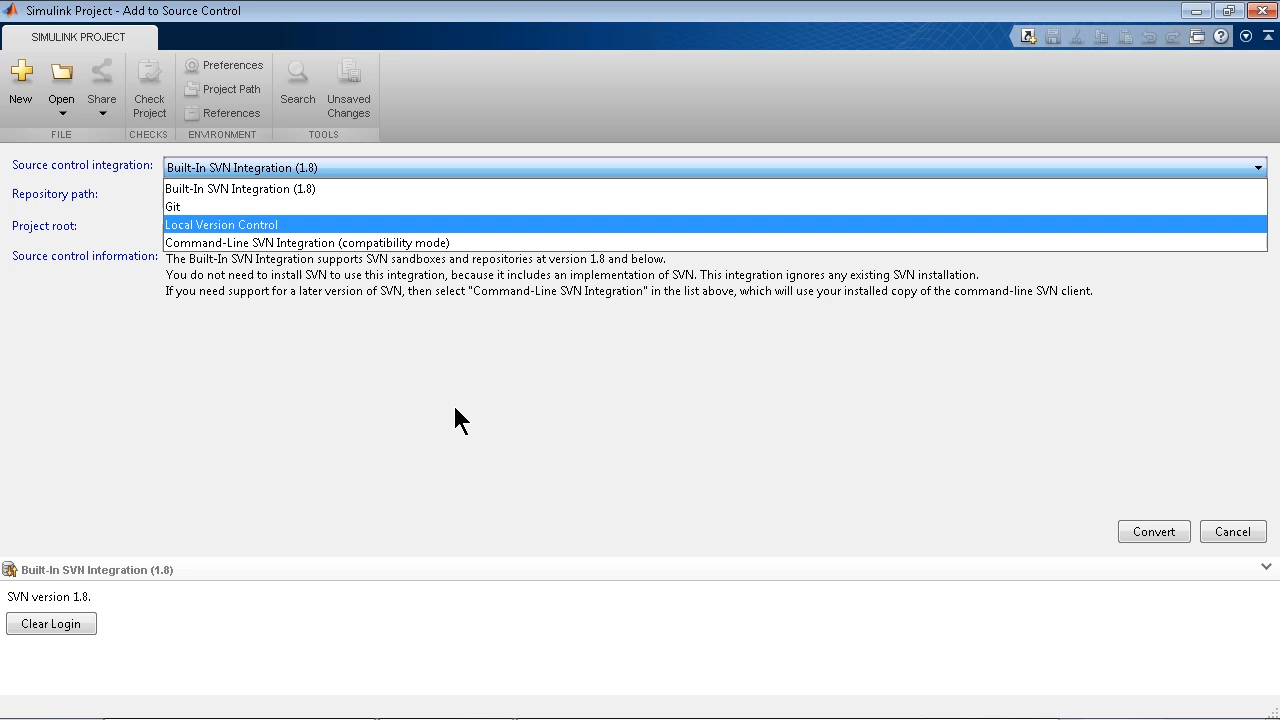 Simulink Project - Add to Source Control
SIMULINK PROJECT
New
Open
Share
Check Project
Preferences
Project Path
References
Search
Unsaved Changes
FILE
CHECKS
ENVIRONMENT
TOOLS
Source control integration:
Built-In SVN Integration (1.8)
Built-In SVN Integration (1.8)
Repository path:
Git
Project root:
Local Version Control
Command-Line SVN Integration (compatibility mode)
Source control information:
The Built-In SVN Integration supports SVN sandboxes and repositories at version 1.8 and below.
You do not need to install SVN to use this integration, because it includes an implementation of SVN. This integration ignores any existing SVN installation.
If you need support for a later version of SVN, then select "Command-Line SVN Integration" in the list above, which will use your installed copy of the command-line SVN client.
Convert
Cancel
Built-In SVN Integration (1.8)
SVN version 1.8.
Clear Login